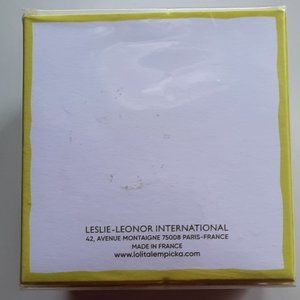 LESLIE-LEONOR INTERNATIONAL
42, AVENUE MONTAIGNE 75008 PARIS-FRANCE
MADE IN FRANCE
www.lolitalempicka.com